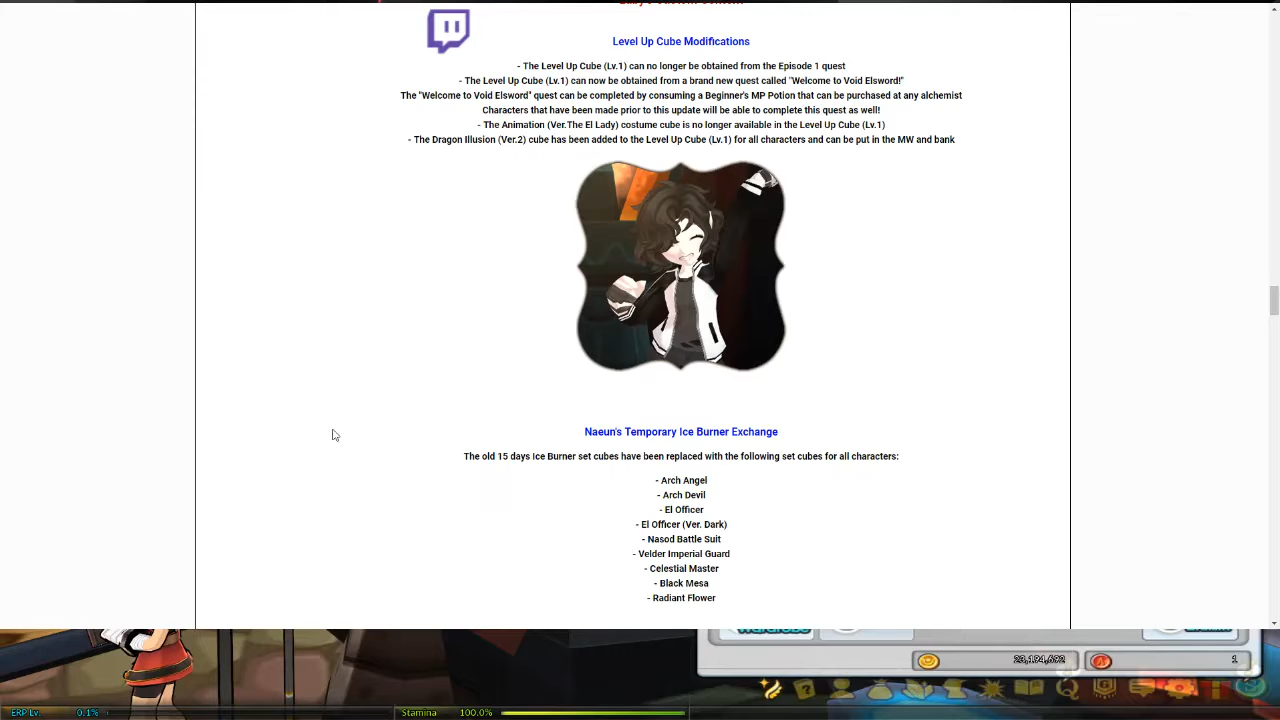 Level Up Cube Modifications
- The Level Up Cube (Lv.1) can no longer be obtained from the Episode 1 quest
- The Level Up Cube (Lv.1) can now be obtained from a brand new quest called "Welcome to Void Elsword!"
The "Welcome to Void Elsword" quest can be completed by consuming a Beginner's MP Potion that can be purchased at any alchemist
Characters that have been made prior to this update will be able to complete this quest as well!
- The Animation (Ver.The El Lady) costume cube is no longer available in the Level Up Cube (Lv.1)
- The Dragon Illusion (Ver.2) cube has been added to the Level Up Cube (Lv.1) for all characters and can be put in the MW and bank
Naeun's Temporary Ice Burner Exchange
The old 15 days Ice Burner set cubes have been replaced with the following set cubes for all characters:
- Arch Angel
- Arch Devil
- El Officer
- El Officer (Ver. Dark)
- Nasod Battle Suit
- Velder Imperial Guard
- Celestial Master
- Black Mesa
- Radiant Flower
23,194,692
1
ERP Lv. 0.1%
Stamina 100.0%